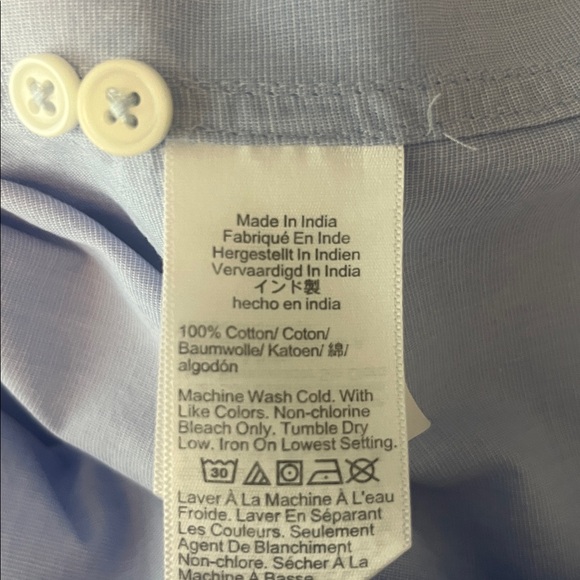 Made In India
Fabriqué En Inde
Hergestellt In Indien
Vervaardigd In India
インド製
hecho en india
100% Cotton/ Coton/
Baumwolle/ Katoen/ 綿/
algodón
Machine Wash Cold. With
Like Colors. Non-chlorine
Bleach Only. Tumble Dry
Low. Iron On Lowest Setting.
30
Laver À La Machine À L'eau
Froide. Laver En Séparant
Les Couleurs. Seulement
Agent De Blanchiment
Non-chlore. Sécher À La
Machine À Basse